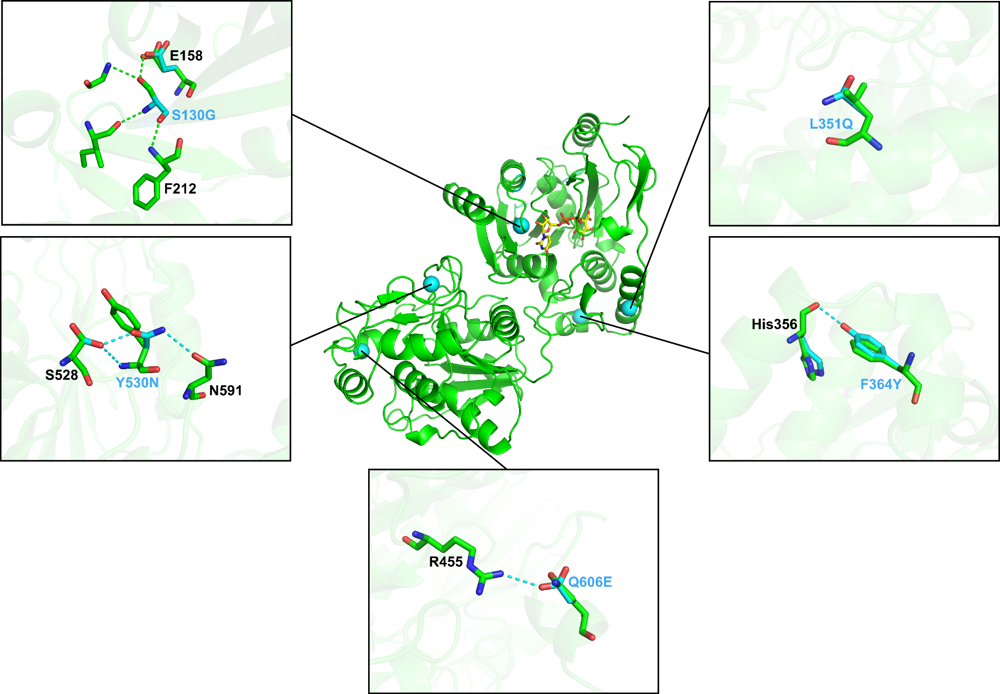 E158
S130G
F212
L351Q
S528
Y530N
N591
His356
F364Y
R455
Q606E